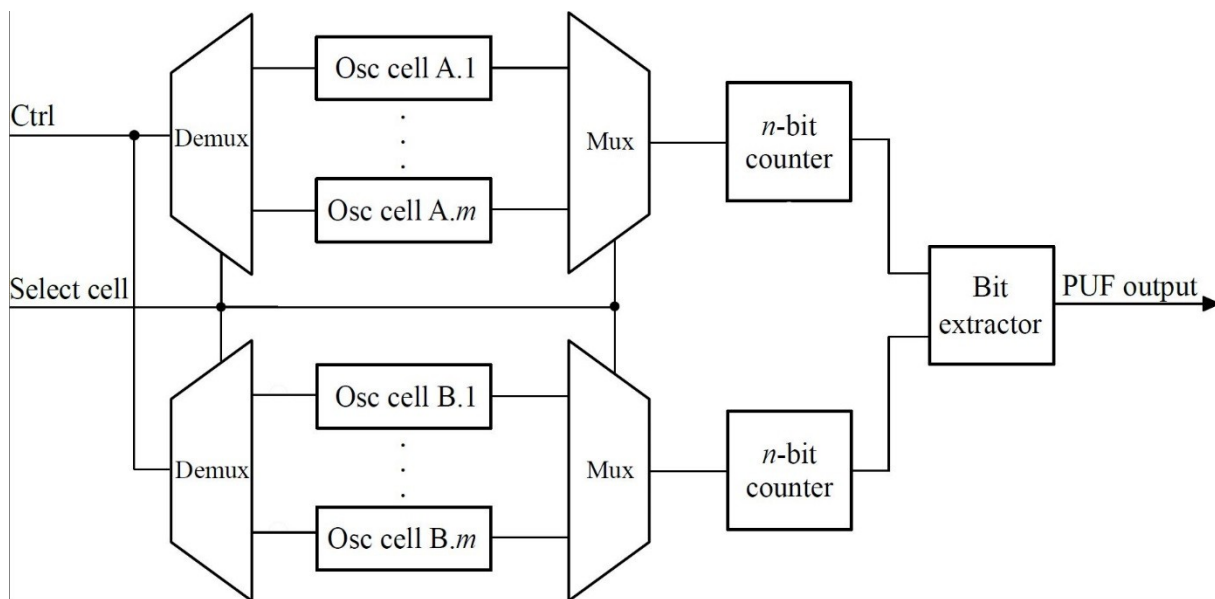 Osc cell A.1
Ctrl
Demux
Mux
n-bit
counter
Osc cell A.m
Select cell
Bit
extractor
PUF output
Osc cell B.1
Demux
Mux
n-bit
counter
Osc cell B.m